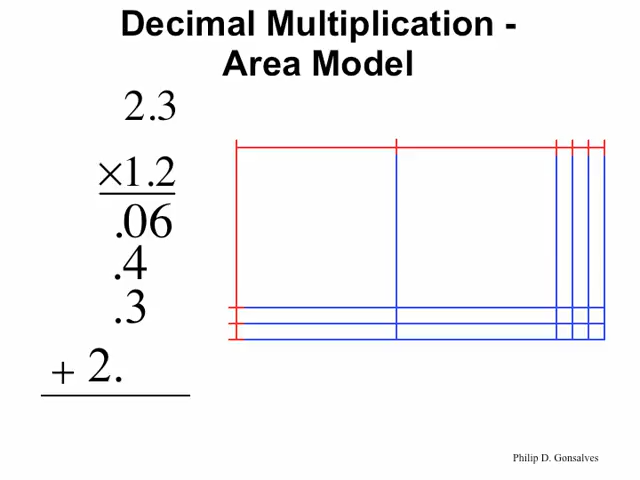 Decimal Multiplication -
Area Model
2.3
×1.2
.06
.4
.3
+ 2.
Philip D. Gonsalves